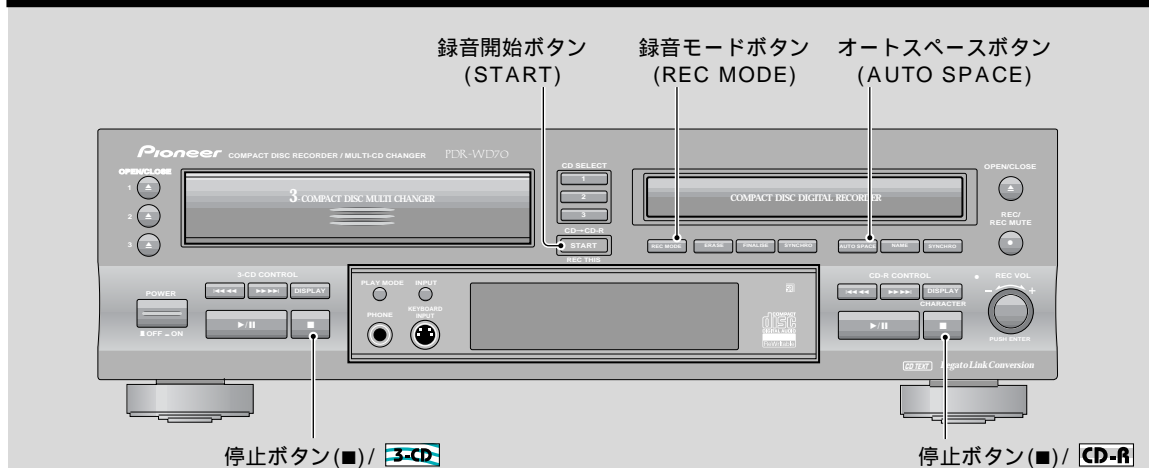 録音開始ボタン
(START)
録音モードボタン
(REC MODE)
オートスペースボタン
(AUTO SPACE)
Pioneer COMPACT DISC RECORDER / MULTI-CD CHANGER PDR-WD70
OPEN/CLOSE
1
2
3
3-COMPACT DISC MULTI CHANGER
CD SELECT
1
2
3
CD→CD-R
START
REC THIS
COMPACT DISC DIGITAL RECORDER
REC MODE ERASE FINALISE SYNCHRO AUTO SPACE NAME SYNCHRO
OPEN/CLOSE
REC/
REC MUTE
POWER
OFF ON
3-CD CONTROL
DISPLAY
PLAY MODE INPUT
PHONE
KEYBOARD
INPUT
COMPACT
disc
DIGITAL AUDIO
CD-R CONTROL
DISPLAY
CHARACTER
REC VOL
− +
PUSH ENTER
CD TEXT Legato Link Conversion
停止ボタン(■)/ 3-CD
停止ボタン(■)/ CD-R